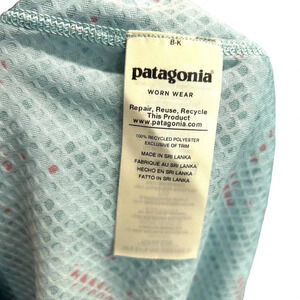 B-K
patagonia®
WORN WEAR
Repair, Reuse, Recycle
This Product
www.patagonia.com
100% RECYCLED POLYESTER
EXCLUSIVE OF TRIM
MADE IN SRI LANKA
FABRIQUÉ AU SRI LANKA
HECHO EN SRI LANKA
FATTO IN SRI LANKA